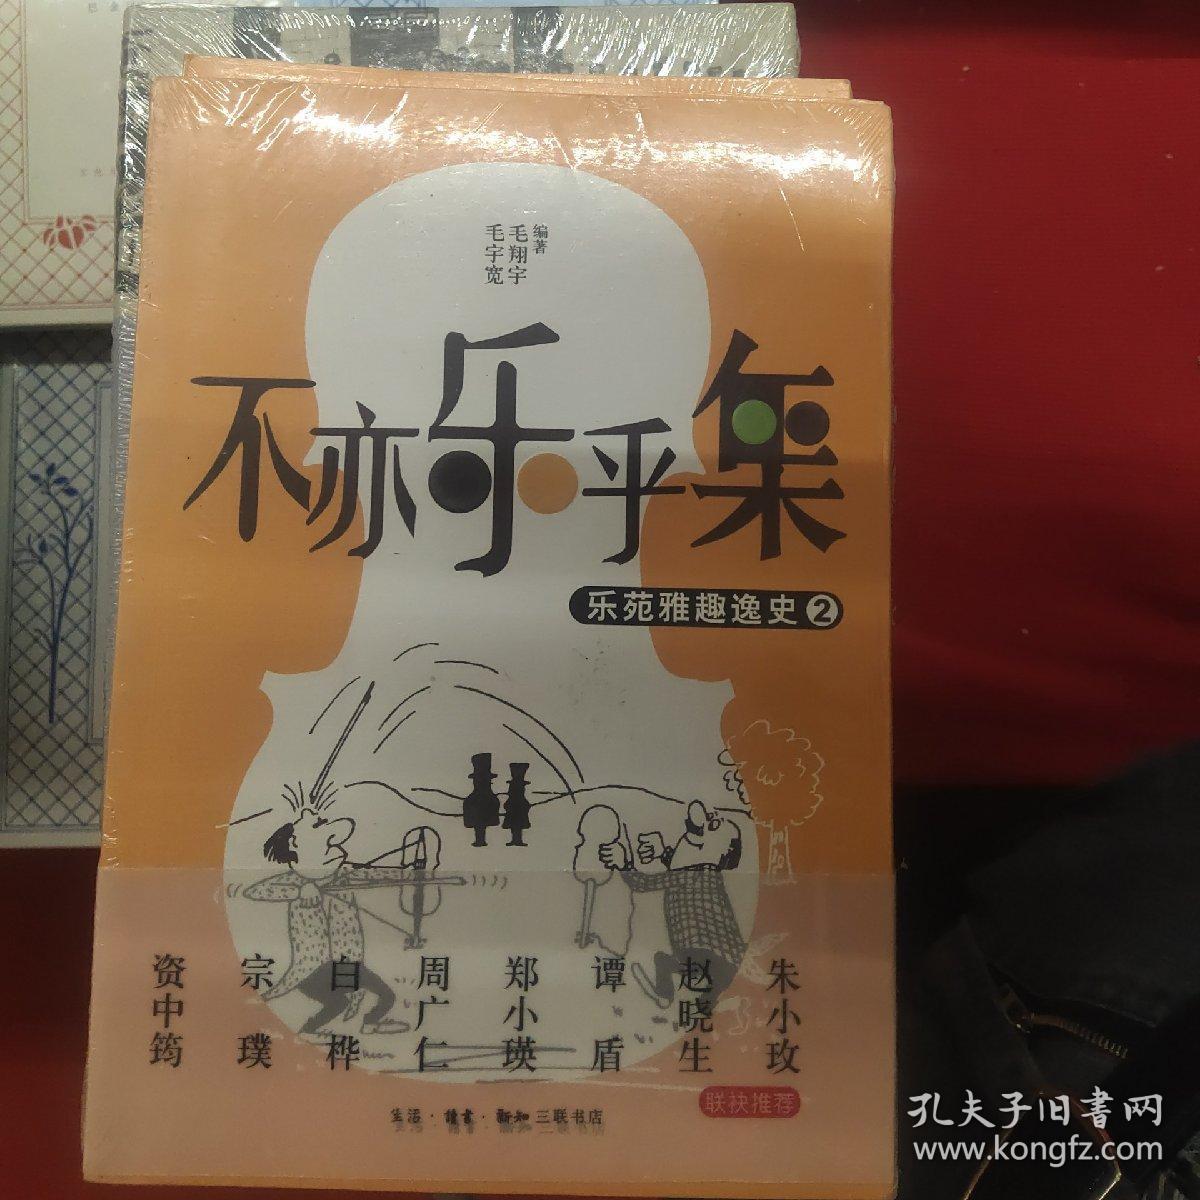 编著
毛翔宇
毛宇宽
不亦乐乎集
乐苑雅趣逸史2
朱小玫
赵晓生
谭盾
郑小瑛
周广仁
白桦
宗璞
资中筠
联袂推荐
生活·读书·新知三联书店
孔夫子旧書网
www.kongfz.com